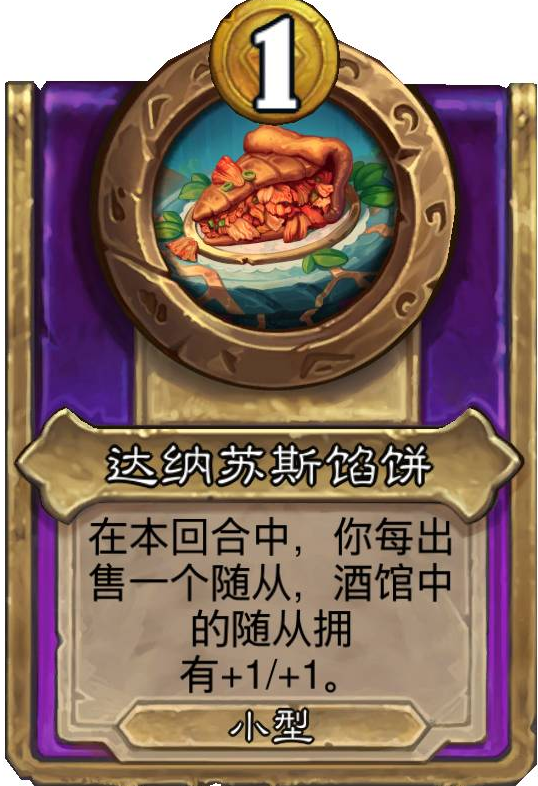 1
达纳苏斯馅饼
在本回合中，你每出
售一个随从，酒馆中
的随从拥
有+1/+1。
小型